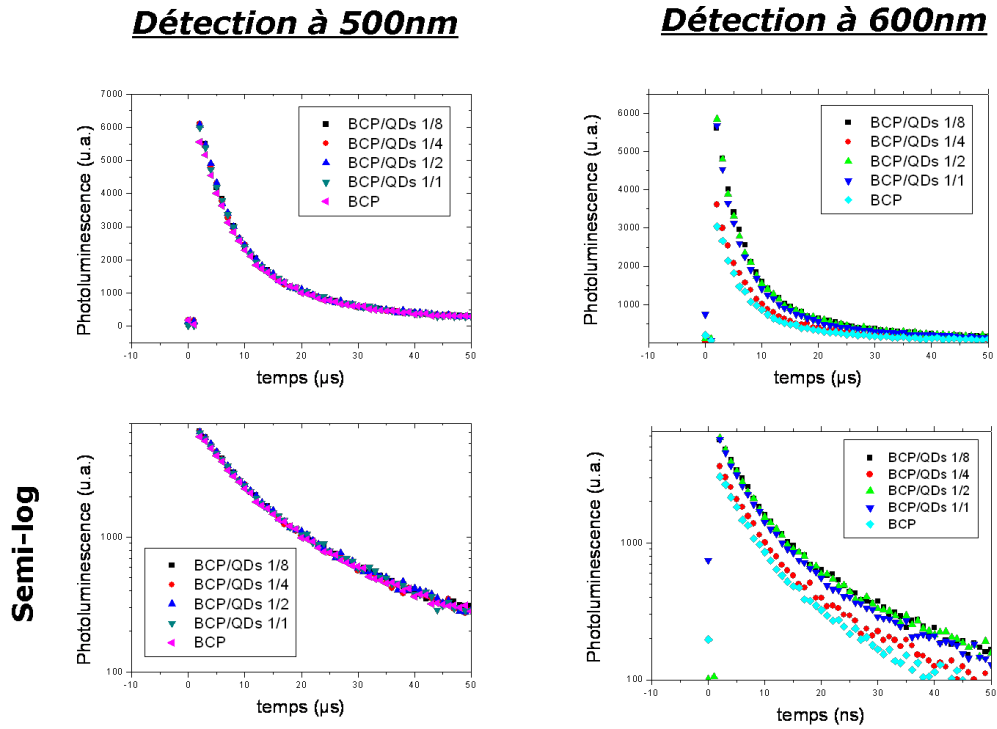 Détection à 500nm
Détection à 600nm
Photoluminescence (u.a.)
7000
6000
5000
4000
3000
2000
1000
0
-10
0
10
20
30
40
50
temps (µs)
BCP/QDs 1/8
BCP/QDs 1/4
BCP/QDs 1/2
BCP/QDs 1/1
BCP
Photoluminescence (u.a.)
6000
5000
4000
3000
2000
1000
-10
0
10
20
30
40
50
temps (µs)
BCP/QDs 1/8
BCP/QDs 1/4
BCP/QDs 1/2
BCP/QDs 1/1
BCP
Semi-log
Photoluminescence (u.a.)
1000
100
-10
0
10
20
30
40
50
temps (µs)
BCP/QDs 1/8
BCP/QDs 1/4
BCP/QDs 1/2
BCP/QDs 1/1
BCP
Photoluminescence (u.a.)
1000
100
-10
0
10
20
30
40
50
temps (ns)
BCP/QDs 1/8
BCP/QDs 1/4
BCP/QDs 1/2
BCP/QDs 1/1
BCP